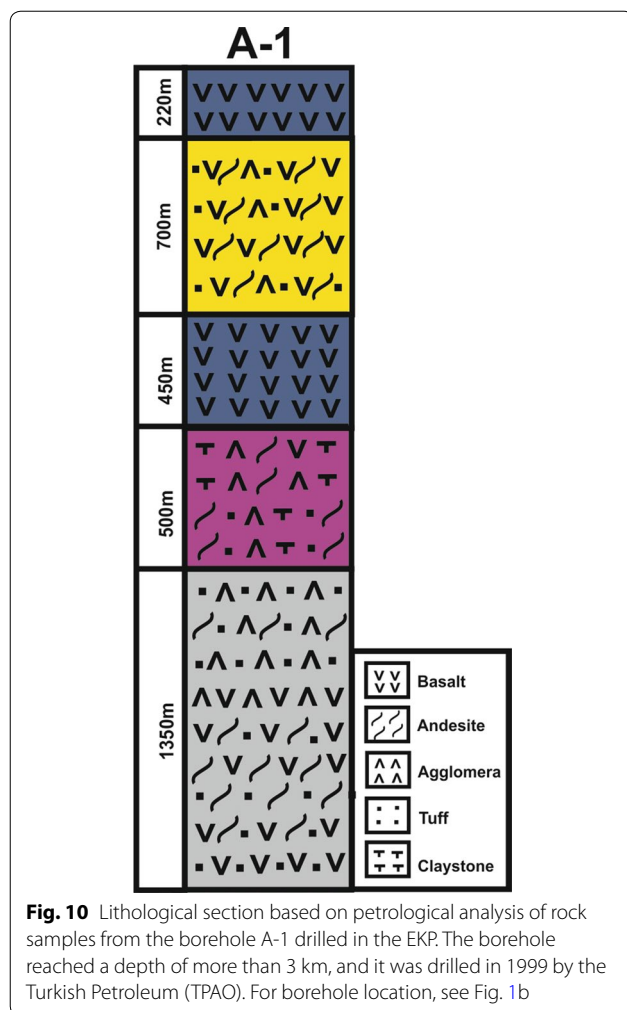 A-1
220m
700m
450m
500m
1350m
Basalt
Andesite
Agglomera
Tuff
Claystone
Fig. 10 Lithological section based on petrological analysis of rock
samples from the borehole A-1 drilled in the EKP. The borehole
reached a depth of more than 3 km, and it was drilled in 1999 by the
Turkish Petroleum (TPAO). For borehole location, see Fig. 1b